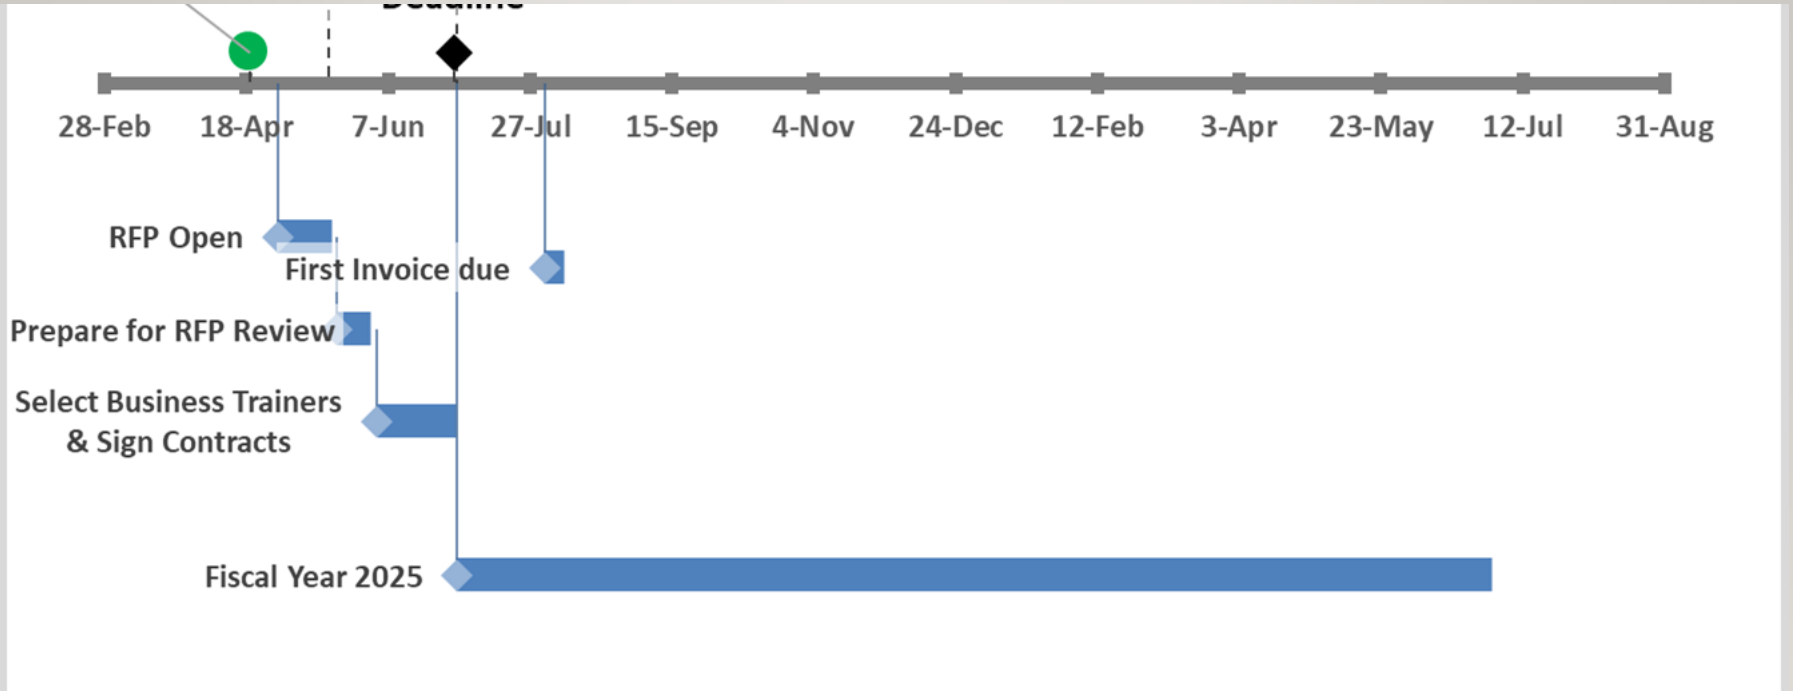 Deadline
28-Feb 18-Apr 7-Jun 27-Jul 15-Sep 4-Nov 24-Dec 12-Feb 3-Apr 23-May 12-Jul 31-Aug
RFP Open
First Invoice due
Prepare for RFP Review
Select Business Trainers
& Sign Contracts
Fiscal Year 2025